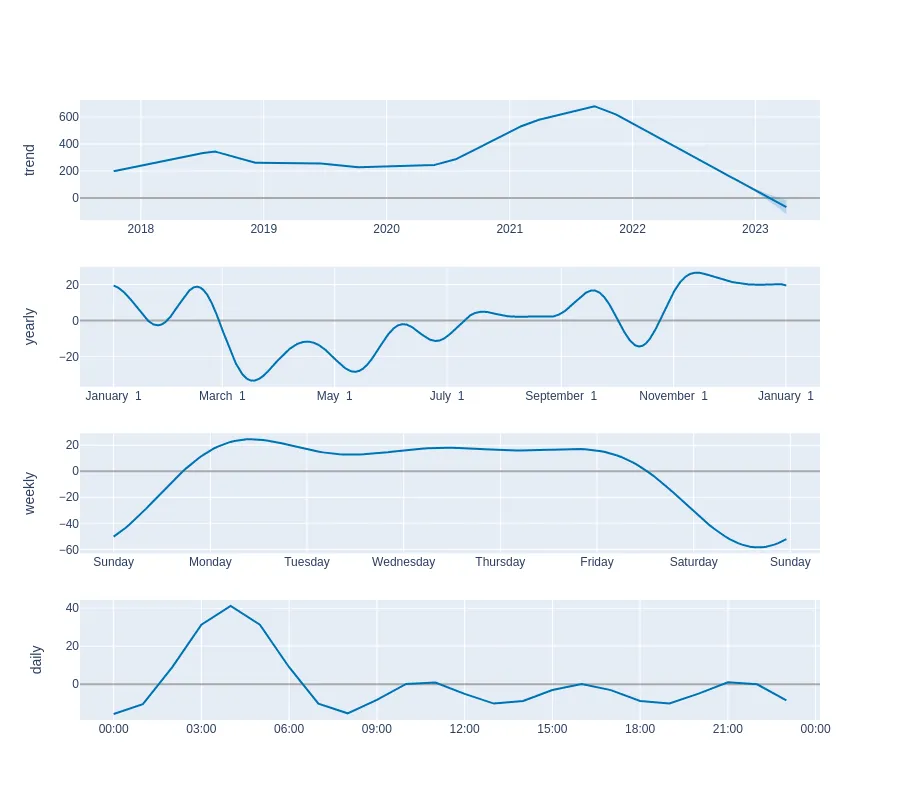 trend
600
400
200
0
2018 2019 2020 2021 2022 2023
yearly
20
0
−20
January 1 March 1 May 1 July 1 September 1 November 1 January 1
weekly
20
0
−20
−40
−60
Sunday Monday Tuesday Wednesday Thursday Friday Saturday Sunday
daily
40
20
0
00:00 03:00 06:00 09:00 12:00 15:00 18:00 21:00 00:00